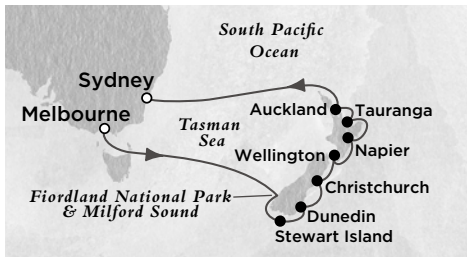 South Pacific
Ocean
Sydney
Melbourne
Auckland
Tauranga
Tasman
Sea
Wellington
Napier
Christchurch
Fiordland National Park
& Milford Sound
Dunedin
Stewart Island